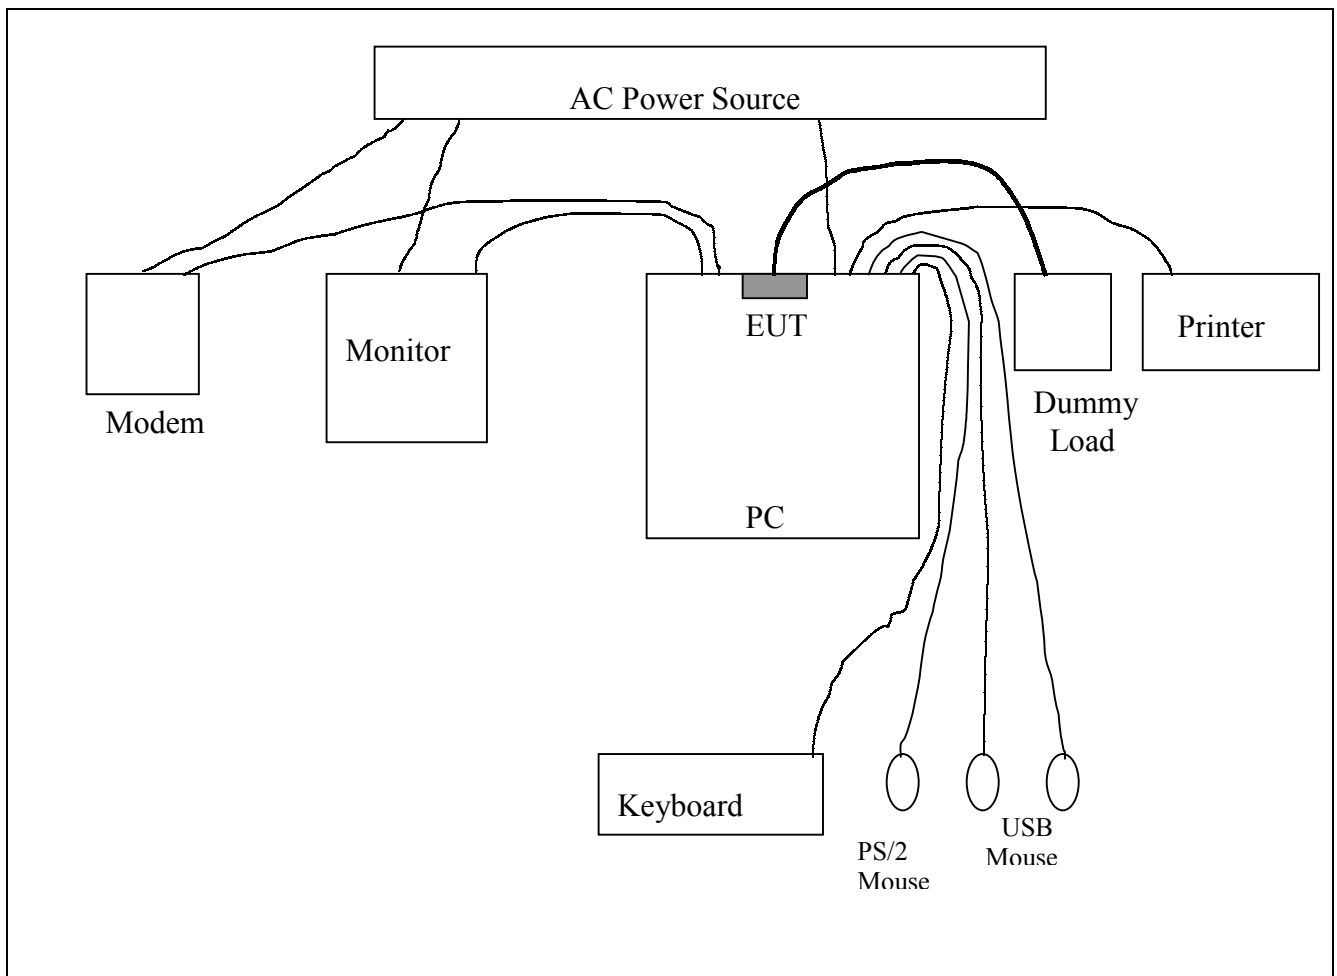 AC Power Source
EUT
Printer
Monitor
Dummy
Load
Modem
PC
Keyboard
USB
Mouse
PS/2
Mouse